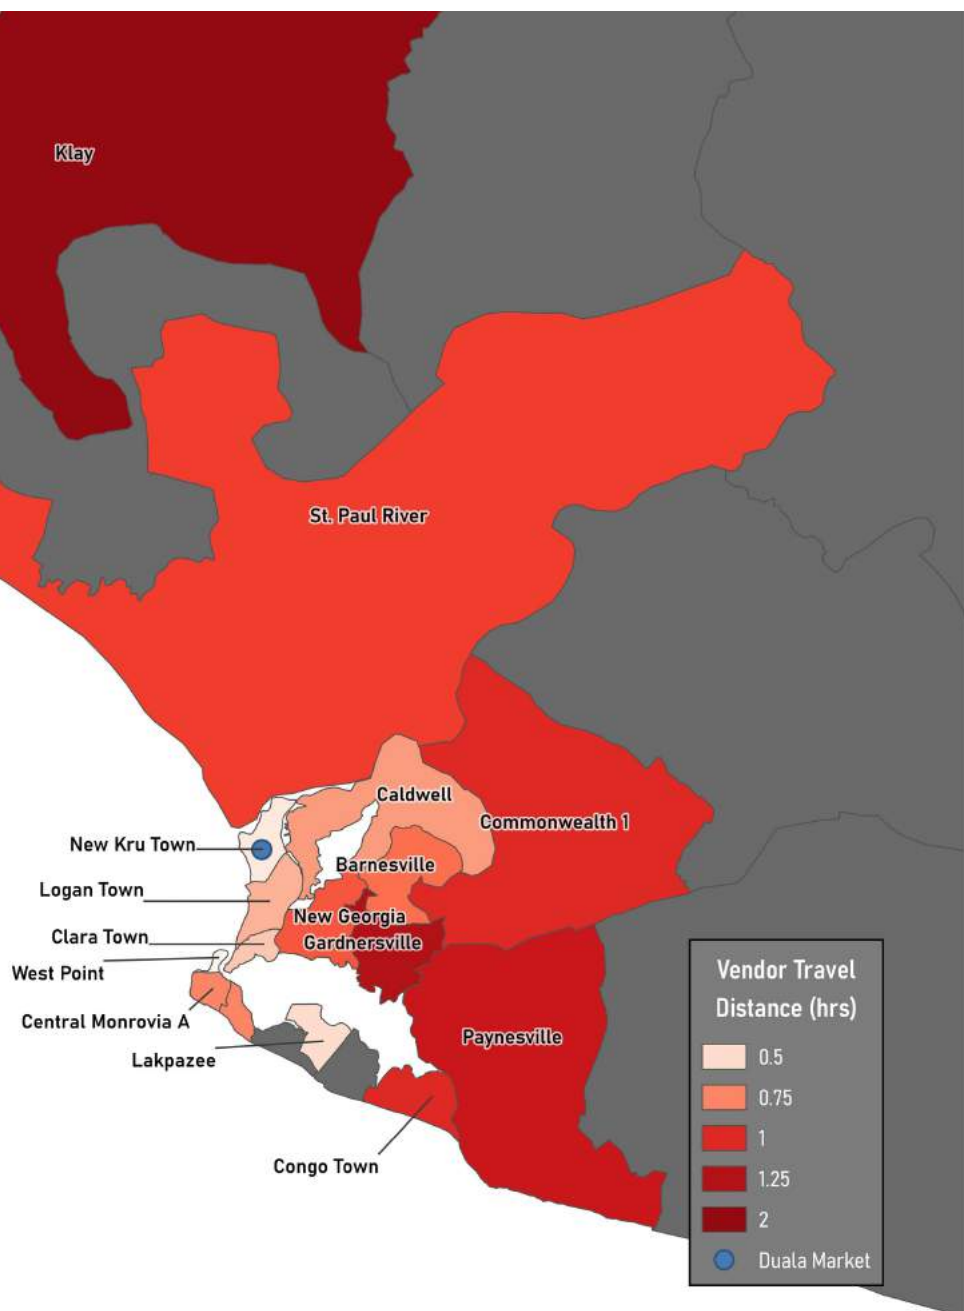 Klay
St. Paul River
Caldwell
Commonwealth 1
New Kru Town
Barnesville
Logan Town
New Georgia
Clara Town
Gardnersville
West Point
Central Monrovia A
Lakpazee
Paynesville
Congo Town
Vendor Travel
Distance (hrs)
0.5
0.75
1
1.25
2
Duala Market